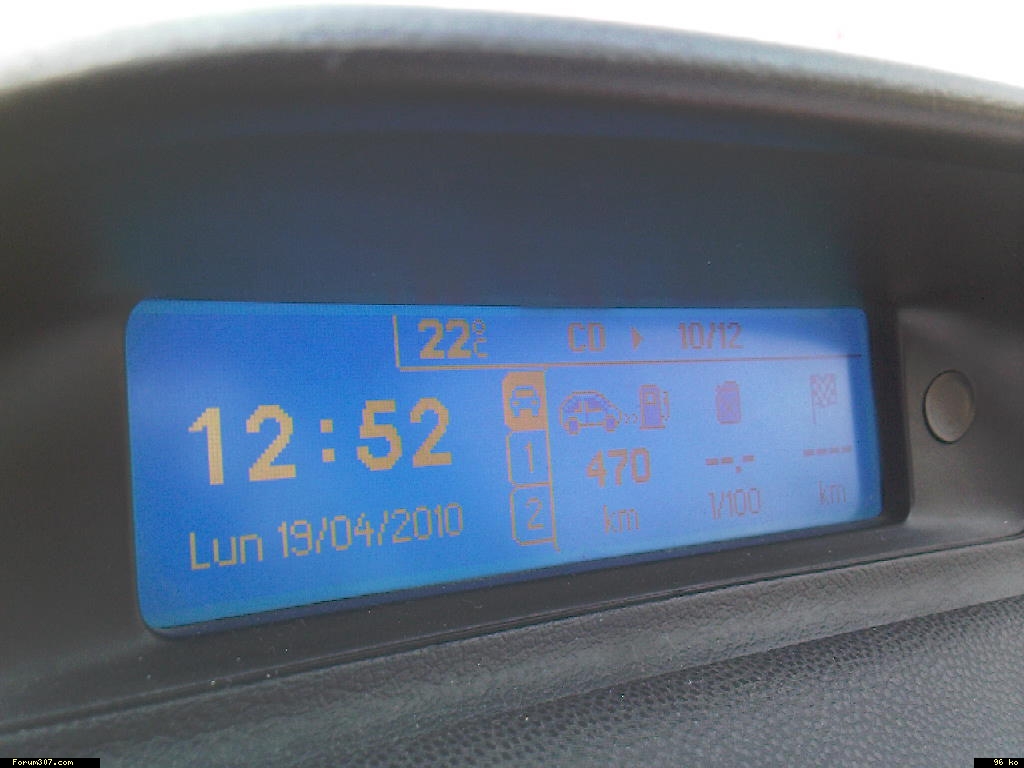 22°C CD 10/12
12:52
Lun 19/04/2010
1
2
470 --.- ----
km l/100 km
Forum307.com 96 ko